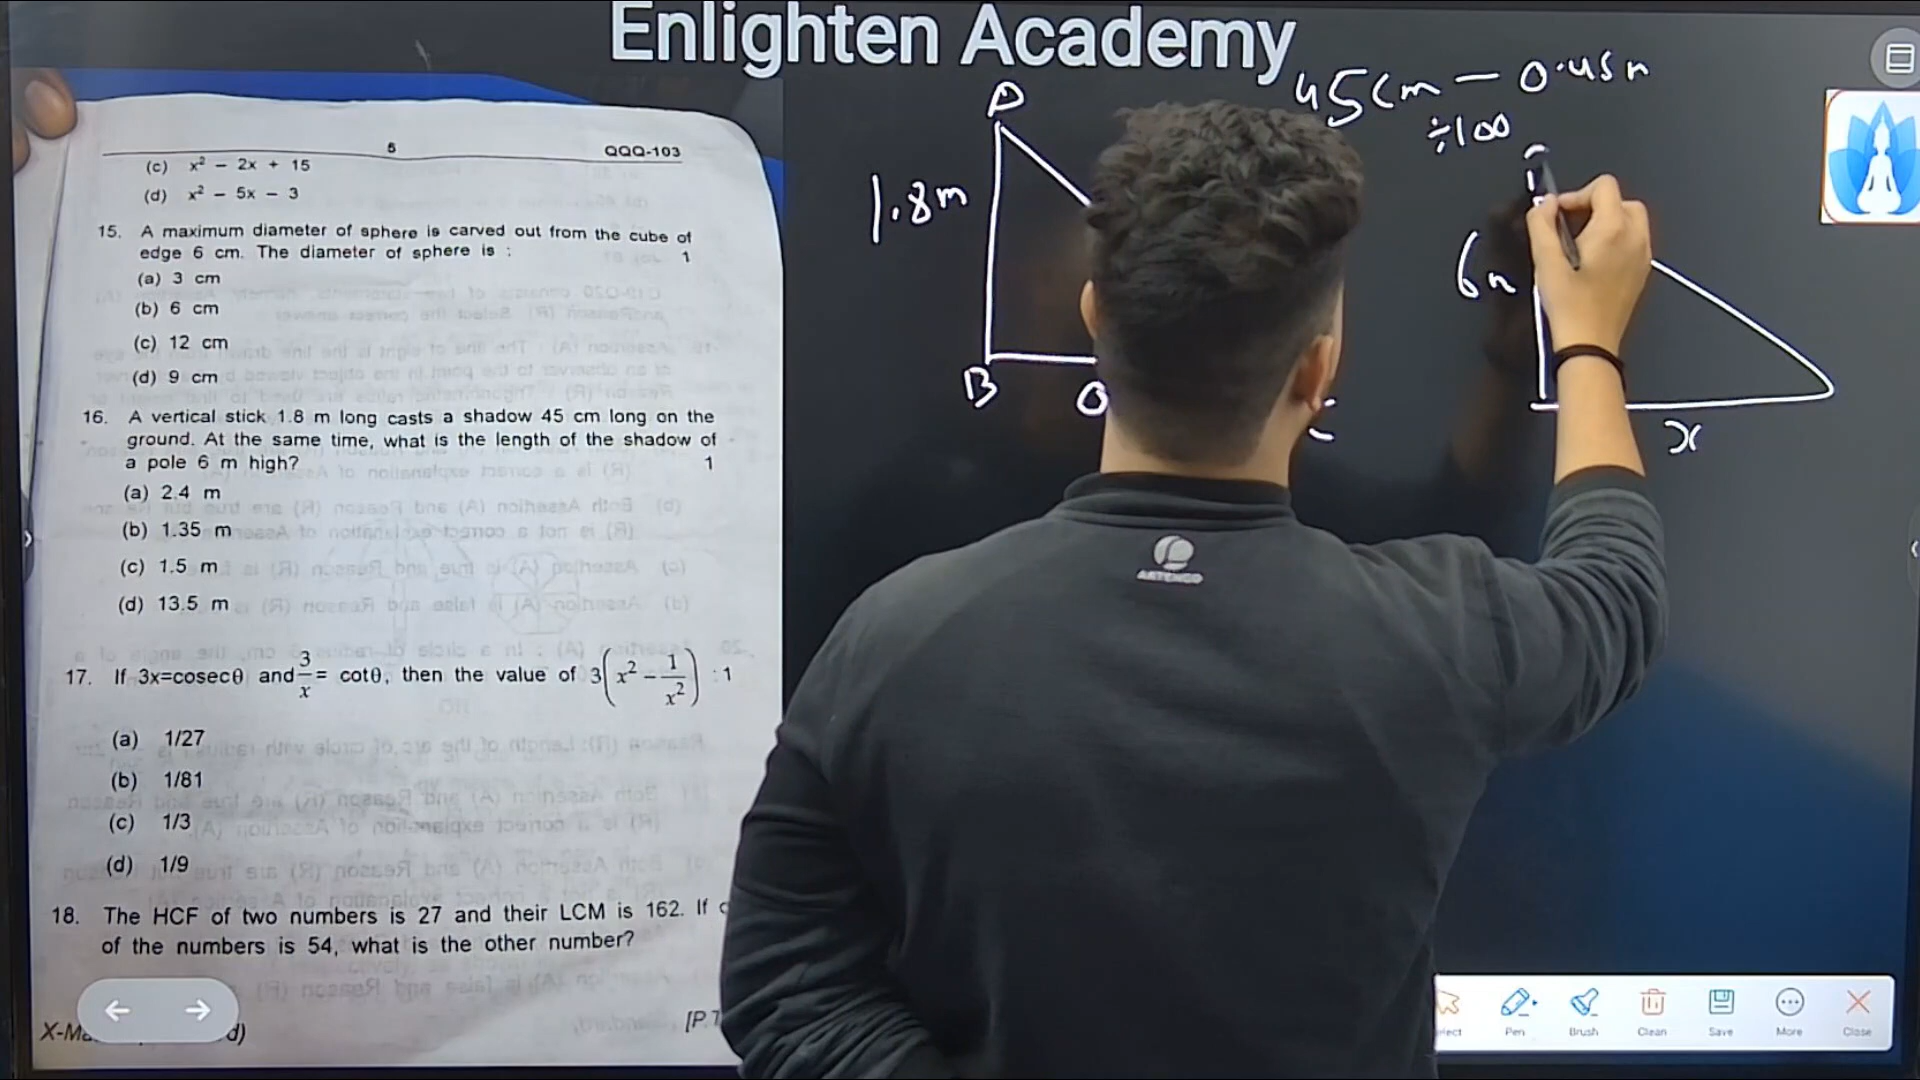 Enlighten Academy
5
QQQ-103
(c) x² - 2x + 15
(d) x² - 5x - 3
15. A maximum diameter of sphere is carved out from the cube of
edge 6 cm. The diameter of sphere is : 1
(a) 3 cm
(b) 6 cm
(c) 12 cm
(d) 9 cm
16. A vertical stick 1.8 m long casts a shadow 45 cm long on the
ground. At the same time, what is the length of the shadow of
a pole 6 m high? 1
(a) 2.4 m
(b) 1.35 m
(c) 1.5 m
(d) 13.5 m
17. If 3x=cosecθ and 3/x = cotθ, then the value of 3(x² - 1/x²) : 1
(a) 1/27
(b) 1/81
(c) 1/3
(d) 1/9
18. The HCF of two numbers is 27 and their LCM is 162. If
of the numbers is 54, what is the other number?
45cm — 0.45m
÷100
1.8m
B
6m
x
ARTENGO
Pen
Brush
Clean
Save
More
Close